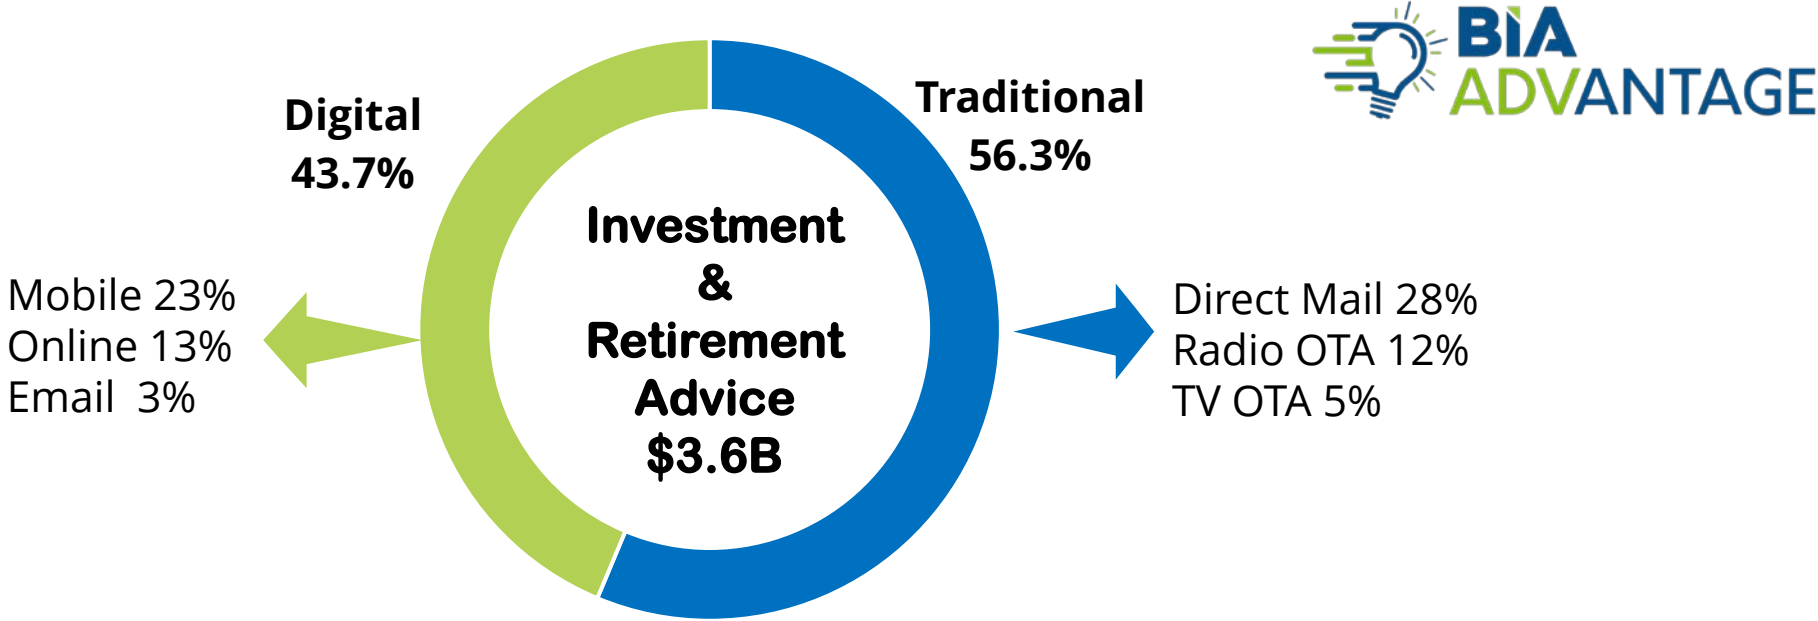 BIA
ADVANTAGE
Digital
43.7%
Traditional
56.3%
Investment
&
Retirement
Advice
$3.6B
Mobile 23%
Online 13%
Email  3%
Direct Mail 28%
Radio OTA 12%
TV OTA 5%